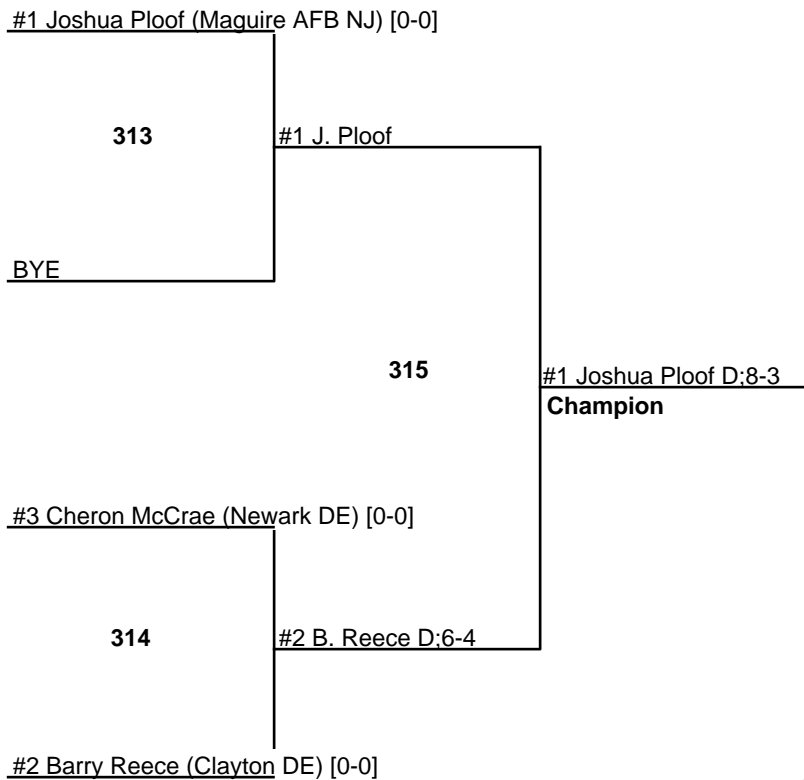 #1 Joshua Ploof (Maguire AFB NJ) [0-0]
313
#1 J. Ploof
BYE
315
#1 Joshua Ploof D;8-3
Champion
#3 Cheron McCrae (Newark DE) [0-0]
314
#2 B. Reece D;6-4
#2 Barry Reece (Clayton DE) [0-0]